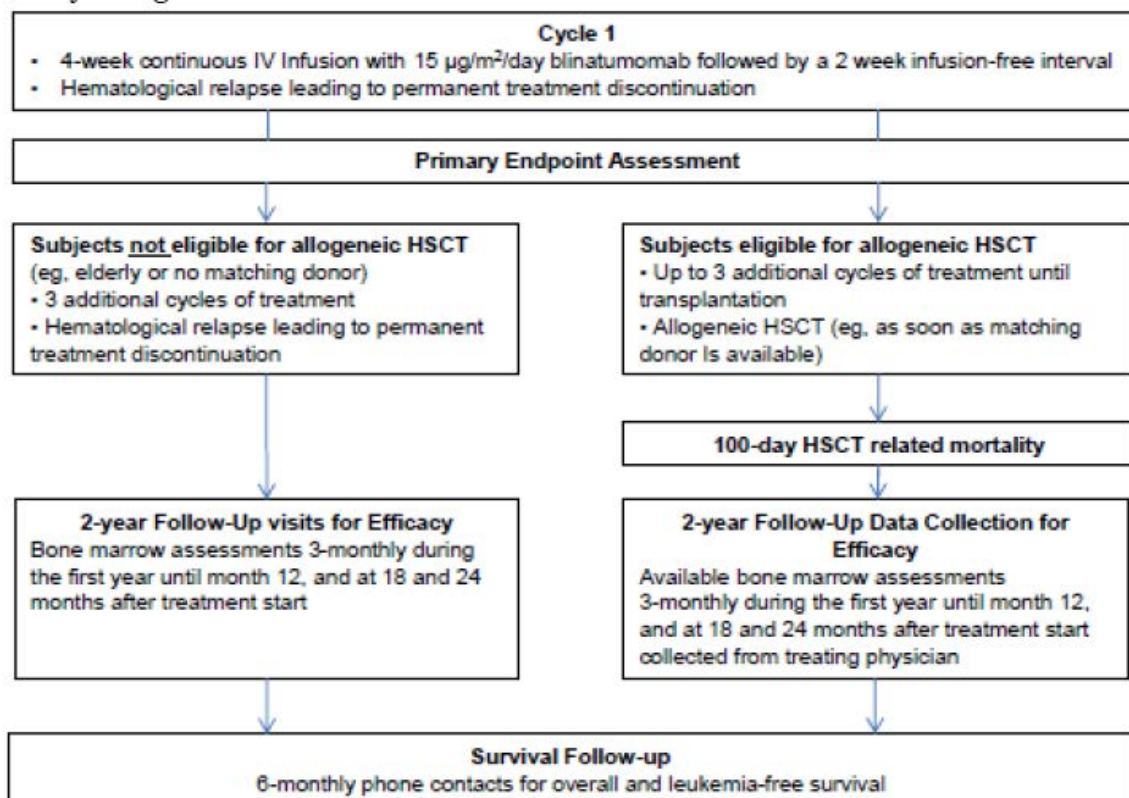 Cycle 1
• 4-week continuous IV Infusion with 15 µg/m²/day blinatumomab followed by a 2 week infusion-free interval
• Hematological relapse leading to permanent treatment discontinuation
Primary Endpoint Assessment
Subjects not eligible for allogeneic HSCT
(eg, elderly or no matching donor)
• 3 additional cycles of treatment
• Hematological relapse leading to permanent
treatment discontinuation
Subjects eligible for allogeneic HSCT
• Up to 3 additional cycles of treatment until
transplantation
• Allogeneic HSCT (eg, as soon as matching
donor Is available)
100-day HSCT related mortality
2-year Follow-Up visits for Efficacy
Bone marrow assessments 3-monthly during
the first year until month 12, and at 18 and 24
months after treatment start
2-year Follow-Up Data Collection for
Efficacy
Available bone marrow assessments
3-monthly during the first year until month 12,
and at 18 and 24 months after treatment start
collected from treating physician
Survival Follow-up
6-monthly phone contacts for overall and leukemia-free survival